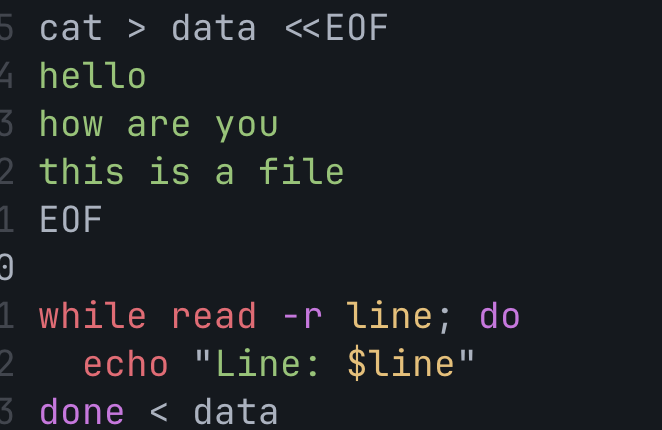 5 cat > data <<EOF
4 hello
3 how are you
2 this is a file
1 EOF
0
1 while read -r line; do
2   echo "Line: $line"
3 done < data